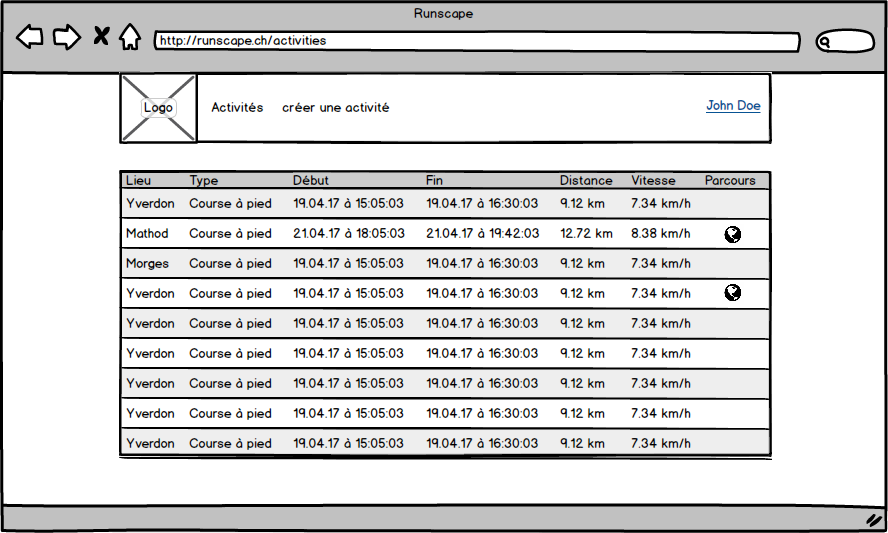 Runscape
http://runscape.ch/activities
Logo Activités créer une activité John Doe
Lieu Type Début Fin Distance Vitesse Parcours
Yverdon Course à pied 19.04.17 à 15:05:03 19.04.17 à 16:30:03 9.12 km 7.34 km/h
Mathod Course à pied 21.04.17 à 18:05:03 21.04.17 à 19:42:03 12.72 km 8.38 km/h
Morges Course à pied 19.04.17 à 15:05:03 19.04.17 à 16:30:03 9.12 km 7.34 km/h
Yverdon Course à pied 19.04.17 à 15:05:03 19.04.17 à 16:30:03 9.12 km 7.34 km/h
Yverdon Course à pied 19.04.17 à 15:05:03 19.04.17 à 16:30:03 9.12 km 7.34 km/h
Yverdon Course à pied 19.04.17 à 15:05:03 19.04.17 à 16:30:03 9.12 km 7.34 km/h
Yverdon Course à pied 19.04.17 à 15:05:03 19.04.17 à 16:30:03 9.12 km 7.34 km/h
Yverdon Course à pied 19.04.17 à 15:05:03 19.04.17 à 16:30:03 9.12 km 7.34 km/h
Yverdon Course à pied 19.04.17 à 15:05:03 19.04.17 à 16:30:03 9.12 km 7.34 km/h